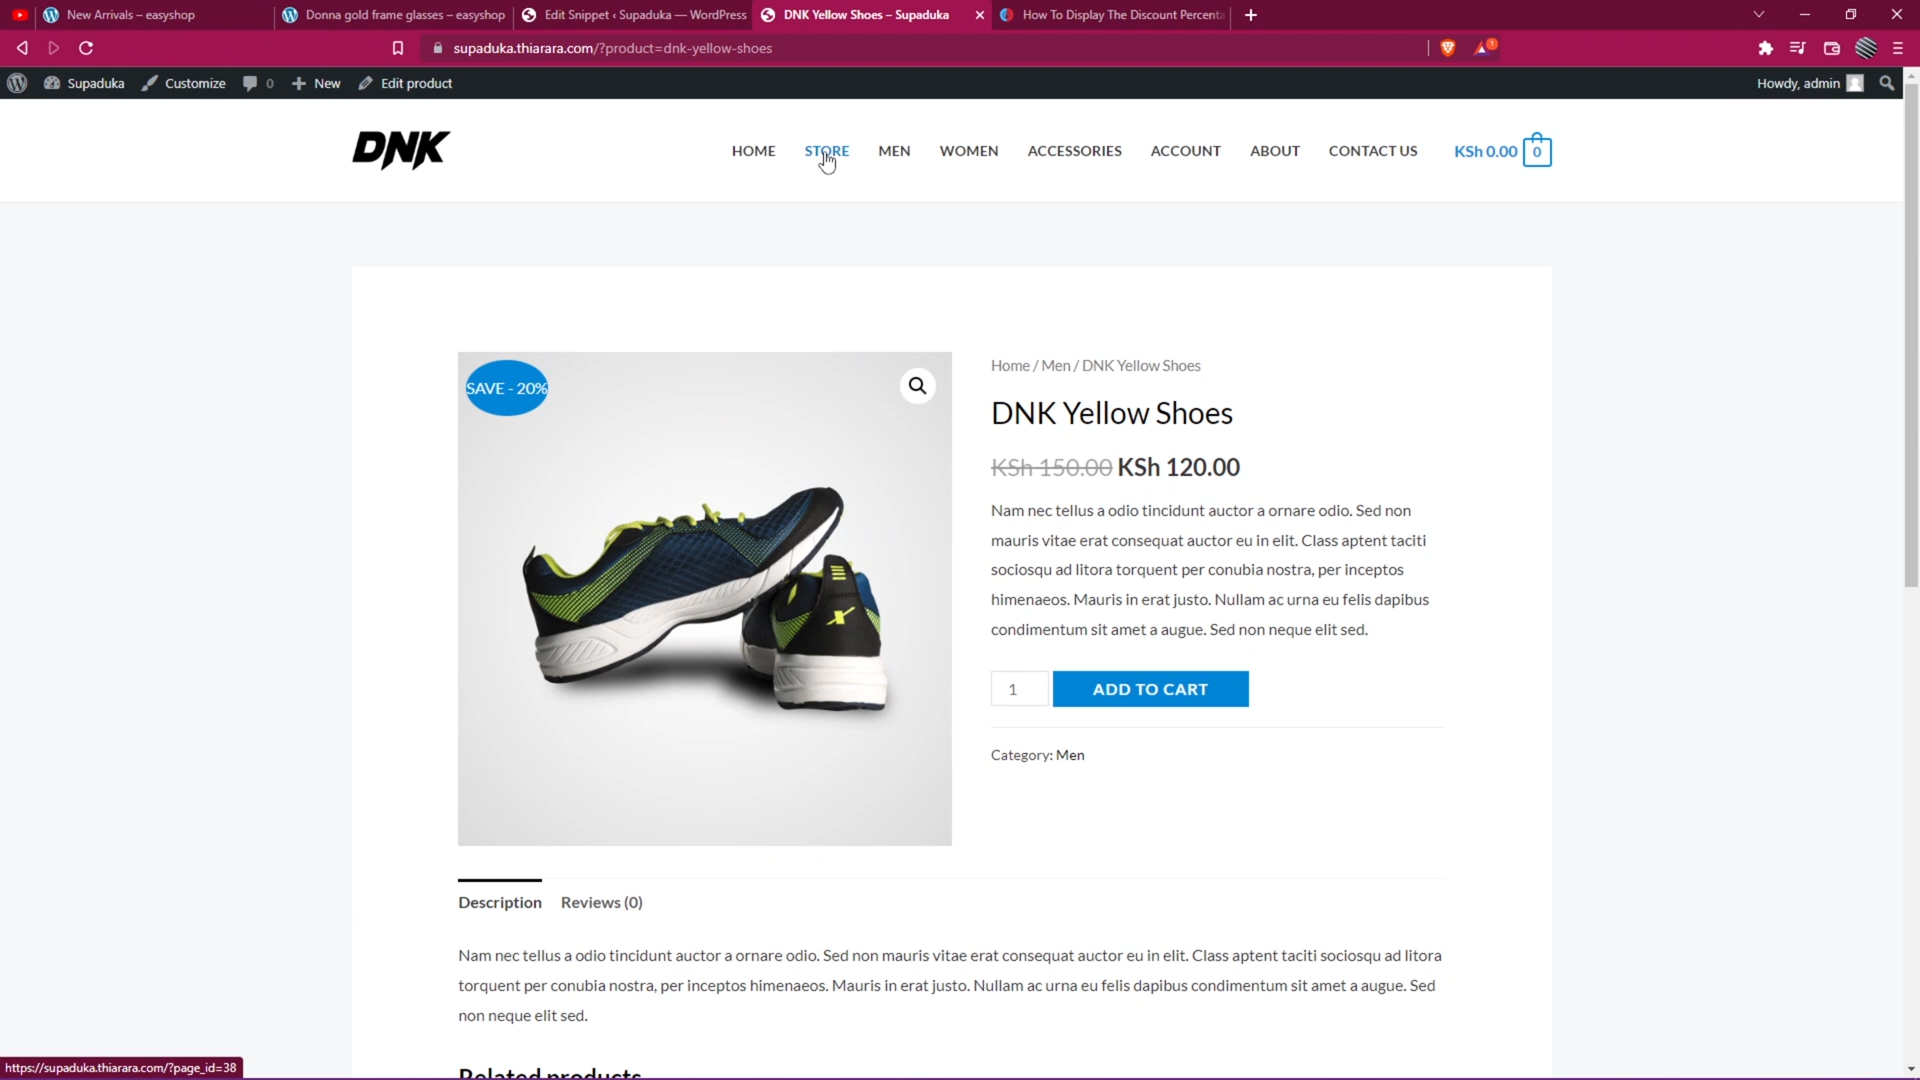 New Arrivals – easyshop
Donna gold frame glasses – easyshop
Edit Snippet ‹ Supaduka — WordPress
DNK Yellow Shoes – Supaduka
How To Display The Discount Percenta
supaduka.thiarara.com/?product=dnk-yellow-shoes
1
Supaduka
Customize
0
New
Edit product
Howdy, admin
DNK
HOME
STORE
MEN
WOMEN
ACCESSORIES
ACCOUNT
ABOUT
CONTACT US
KSh 0.00
0
SAVE - 20%
Home / Men / DNK Yellow Shoes
DNK Yellow Shoes
KSh 150.00 KSh 120.00
Nam nec tellus a odio tincidunt auctor a ornare odio. Sed non
mauris vitae erat consequat auctor eu in elit. Class aptent taciti
sociosqu ad litora torquent per conubia nostra, per inceptos
himenaeos. Mauris in erat justo. Nullam ac urna eu felis dapibus
condimentum sit amet a augue. Sed non neque elit sed.
1
ADD TO CART
Category: Men
Description
Reviews (0)
Nam nec tellus a odio tincidunt auctor a ornare odio. Sed non mauris vitae erat consequat auctor eu in elit. Class aptent taciti sociosqu ad litora
torquent per conubia nostra, per inceptos himenaeos. Mauris in erat justo. Nullam ac urna eu felis dapibus condimentum sit amet a augue. Sed
non neque elit sed.
Related products
https://supaduka.thiarara.com/?page_id=38